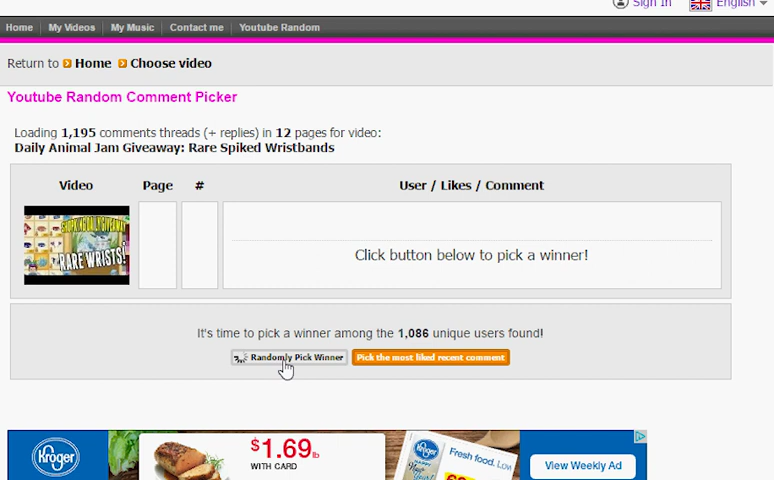 Sign In English
Home My Videos My Music Contact me Youtube Random
Return to Home Choose video
Youtube Random Comment Picker
Loading 1,195 comments threads (+ replies) in 12 pages for video:
Daily Animal Jam Giveaway: Rare Spiked Wristbands
Video Page # User / Likes / Comment
DAILY GIVEAWAY
RARE WRISTS!
Click button below to pick a winner!
It's time to pick a winner among the 1,086 unique users found!
Randomly Pick Winner Pick the most liked recent comment
Kroger
$1.69 lb
WITH CARD
Kroger
Fresh food.
View Weekly Ad